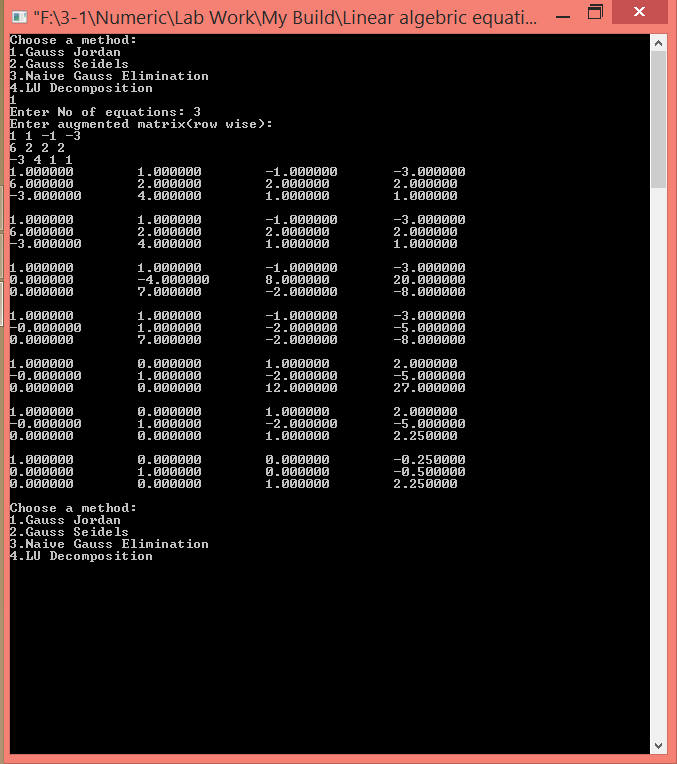 "F:\3-1\Numeric\Lab Work\My Build\Linear algebric equati...
Choose a method:
1.Gauss Jordan
2.Gauss Seidels
3.Naive Gauss Elimination
4.LU Decomposition
1
Enter No of equations: 3
Enter augmented matrix(row wise):
1 1 -1 -3
6 2 2 2
-3 4 1 1
1.000000 1.000000 -1.000000 -3.000000
6.000000 2.000000 2.000000 2.000000
-3.000000 4.000000 1.000000 1.000000
1.000000 1.000000 -1.000000 -3.000000
6.000000 2.000000 2.000000 2.000000
-3.000000 4.000000 1.000000 1.000000
1.000000 1.000000 -1.000000 -3.000000
0.000000 -4.000000 8.000000 20.000000
0.000000 7.000000 -2.000000 -8.000000
1.000000 1.000000 -1.000000 -3.000000
-0.000000 1.000000 -2.000000 -5.000000
0.000000 7.000000 -2.000000 -8.000000
1.000000 0.000000 1.000000 2.000000
-0.000000 1.000000 -2.000000 -5.000000
0.000000 0.000000 12.000000 27.000000
1.000000 0.000000 1.000000 2.000000
-0.000000 1.000000 -2.000000 -5.000000
0.000000 0.000000 1.000000 2.250000
1.000000 0.000000 0.000000 -0.250000
0.000000 1.000000 0.000000 -0.500000
0.000000 0.000000 1.000000 2.250000
Choose a method:
1.Gauss Jordan
2.Gauss Seidels
3.Naive Gauss Elimination
4.LU Decomposition